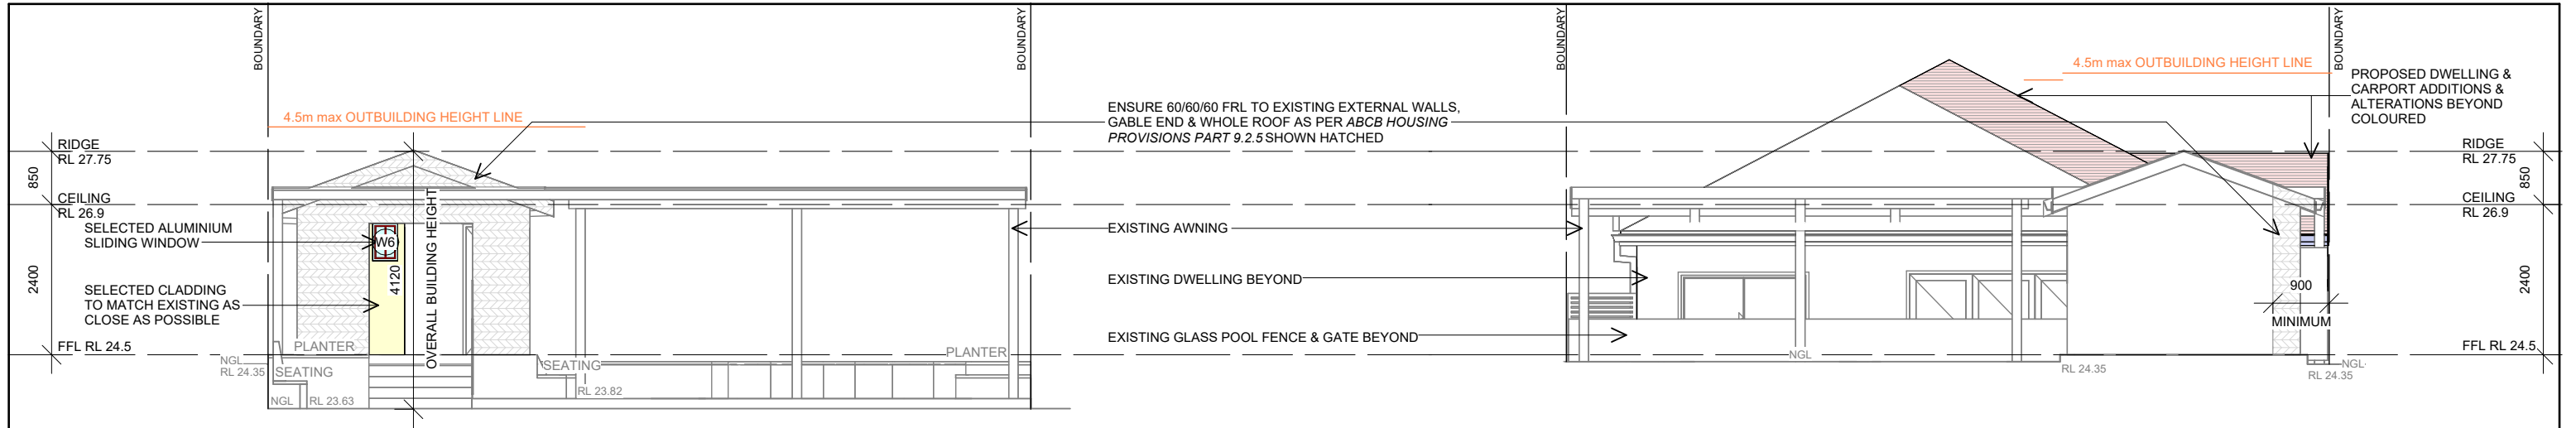 BOUNDARY
BOUNDARY
BOUNDARY
BOUNDARY
4.5m max OUTBUILDING HEIGHT LINE
RIDGE
RL 27.75
850
CEILING
RL 26.9
SELECTED ALUMINIUM
SLIDING WINDOW
W6
2400
4120
OVERALL BUILDING HEIGHT
SELECTED CLADDING
TO MATCH EXISTING AS
CLOSE AS POSSIBLE
FFL RL 24.5
PLANTER
NGL
RL 24.35
SEATING
NGL
RL 23.63
SEATING
RL 23.82
PLANTER
ENSURE 60/60/60 FRL TO EXISTING EXTERNAL WALLS,
GABLE END & WHOLE ROOF AS PER ABCB HOUSING
PROVISIONS PART 9.2.5 SHOWN HATCHED
EXISTING AWNING
EXISTING DWELLING BEYOND
EXISTING GLASS POOL FENCE & GATE BEYOND
4.5m max OUTBUILDING HEIGHT LINE
PROPOSED DWELLING &
CARPORT ADDITIONS &
ALTERATIONS BEYOND
COLOURED
RIDGE
RL 27.75
850
CEILING
RL 26.9
2400
900
MINIMUM
FFL RL 24.5
NGL
RL 24.35
NGL
RL 24.35